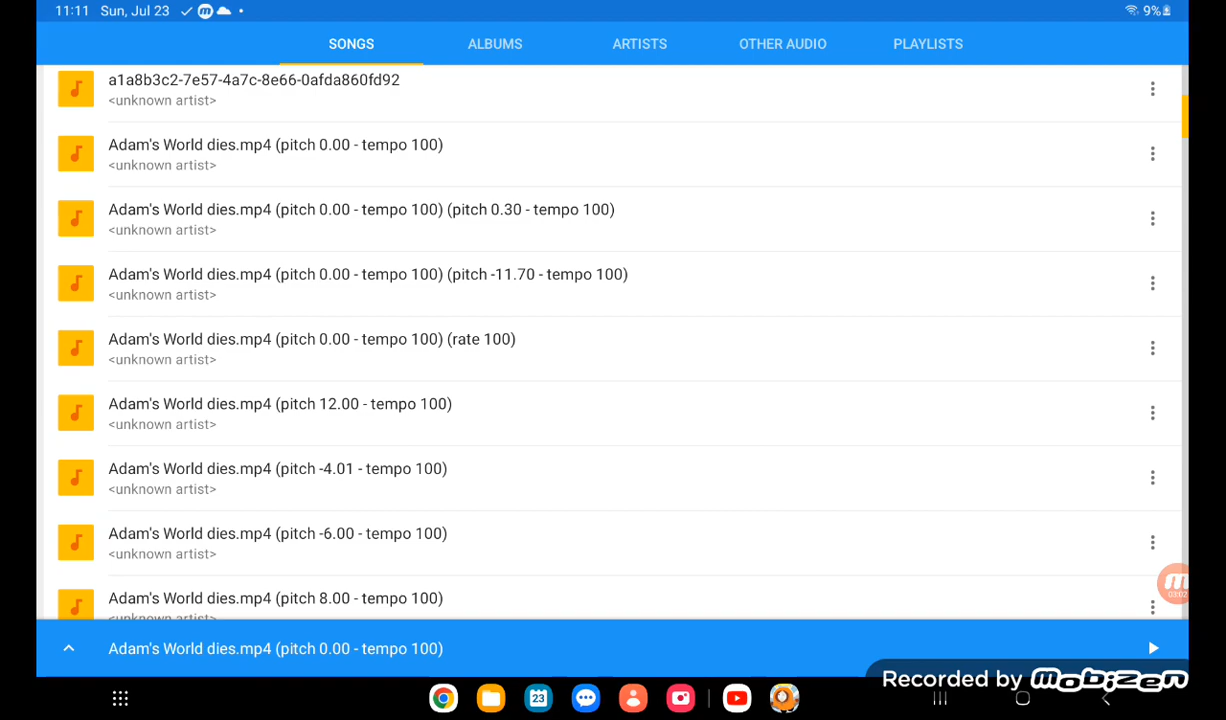 11:11 Sun, Jul 23
9%
SONGS
ALBUMS
ARTISTS
OTHER AUDIO
PLAYLISTS
a1a8b3c2-7e57-4a7c-8e66-0afda860fd92
<unknown artist>
Adam's World dies.mp4 (pitch 0.00 - tempo 100)
<unknown artist>
Adam's World dies.mp4 (pitch 0.00 - tempo 100) (pitch 0.30 - tempo 100)
<unknown artist>
Adam's World dies.mp4 (pitch 0.00 - tempo 100) (pitch -11.70 - tempo 100)
<unknown artist>
Adam's World dies.mp4 (pitch 0.00 - tempo 100) (rate 100)
<unknown artist>
Adam's World dies.mp4 (pitch 12.00 - tempo 100)
<unknown artist>
Adam's World dies.mp4 (pitch -4.01 - tempo 100)
<unknown artist>
Adam's World dies.mp4 (pitch -6.00 - tempo 100)
<unknown artist>
Adam's World dies.mp4 (pitch 8.00 - tempo 100)
<unknown artist>
03:02
Adam's World dies.mp4 (pitch 0.00 - tempo 100)
Recorded by mobizen
23